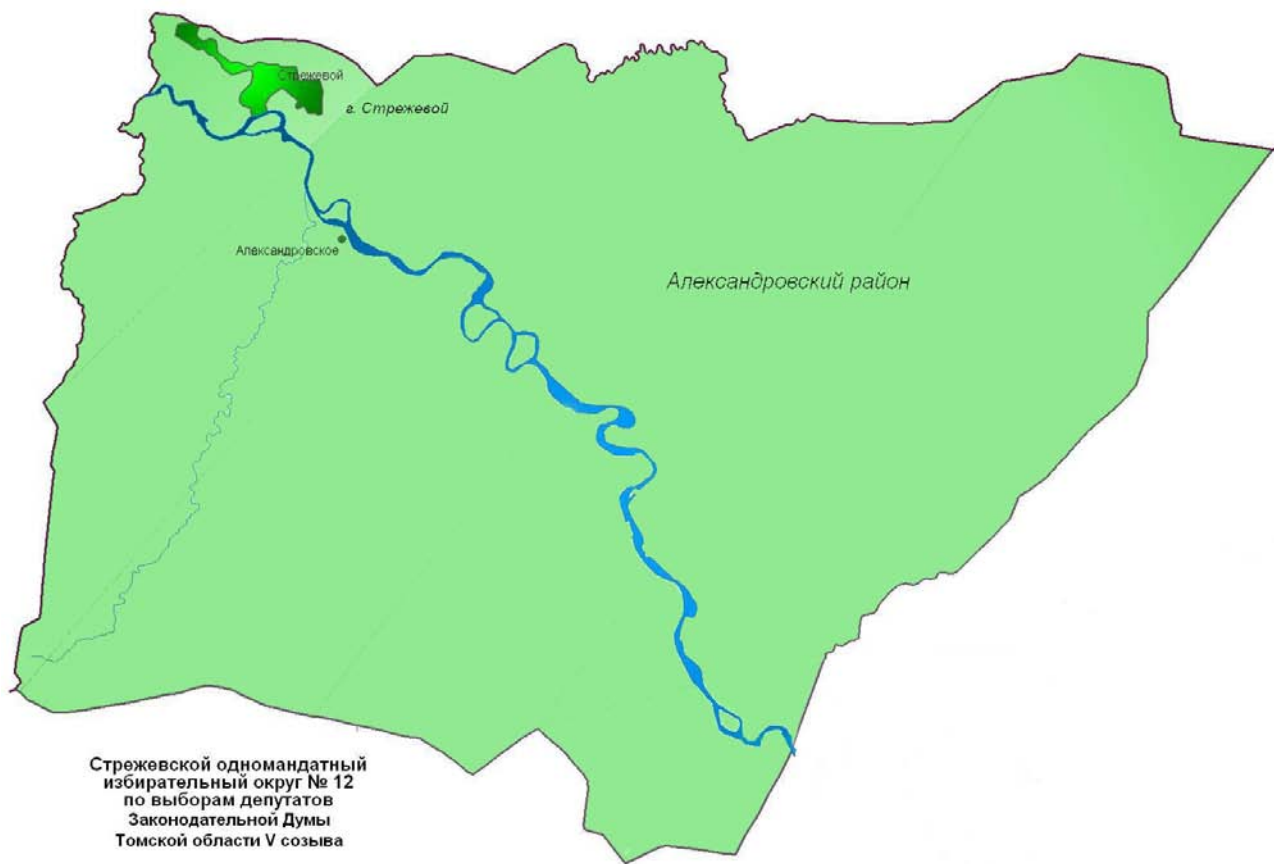 Стрежевой
г. Стрежевой
Александровское
Александровский район
Стрежевской одномандатный
избирательный округ № 12
по выборам депутатов
Законодательной Думы
Томской области V созыва